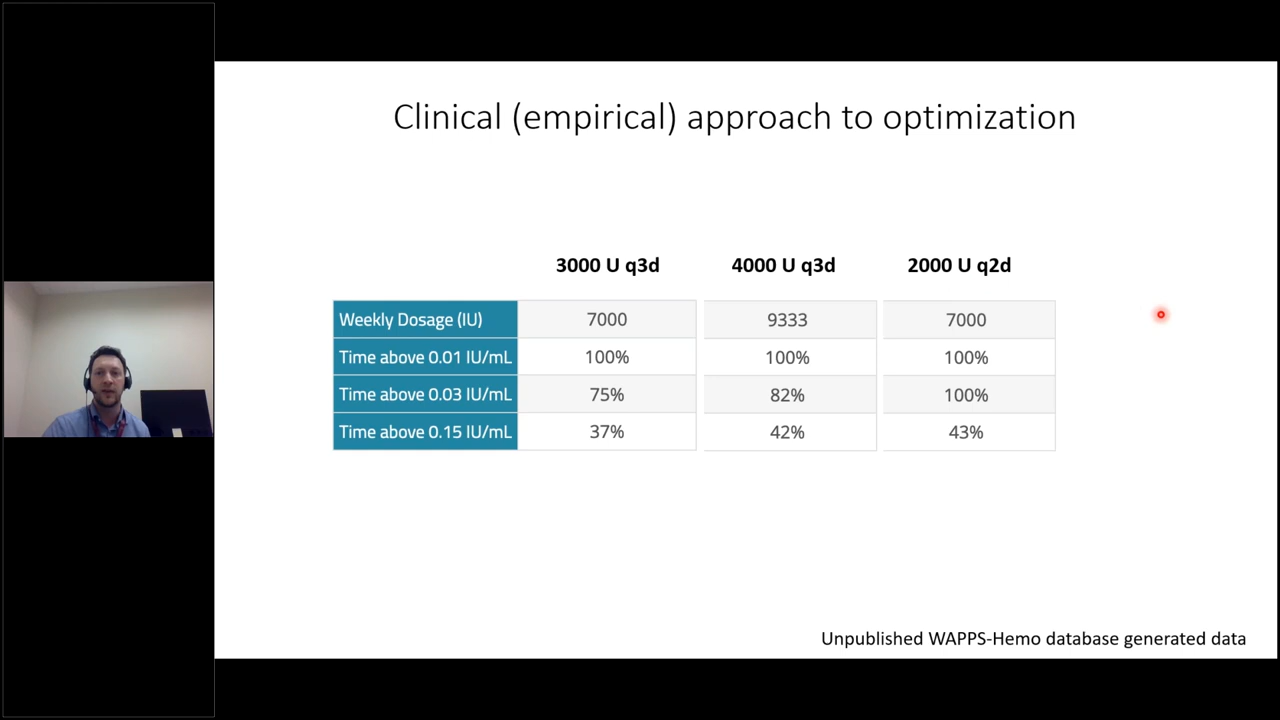 Clinical (empirical) approach to optimization
3000 U q3d 4000 U q3d 2000 U q2d
Weekly Dosage (IU) 7000 9333 7000
Time above 0.01 IU/mL 100% 100% 100%
Time above 0.03 IU/mL 75% 82% 100%
Time above 0.15 IU/mL 37% 42% 43%
Unpublished WAPPS-Hemo database generated data